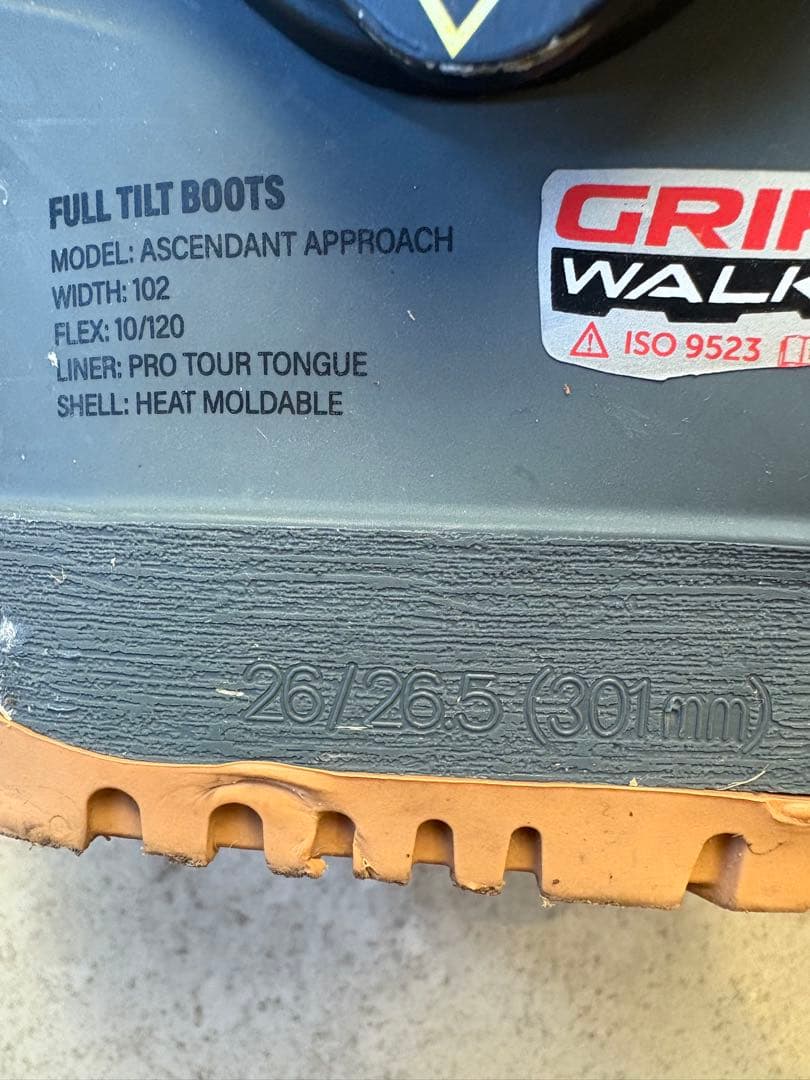 FULL TILT BOOTS
MODEL: ASCENDANT APPROACH
WIDTH: 102
FLEX: 10/120
LINER: PRO TOUR TONGUE
SHELL: HEAT MOLDABLE
GRIP
WALK
ISO 9523
26/26.5 (301mm)